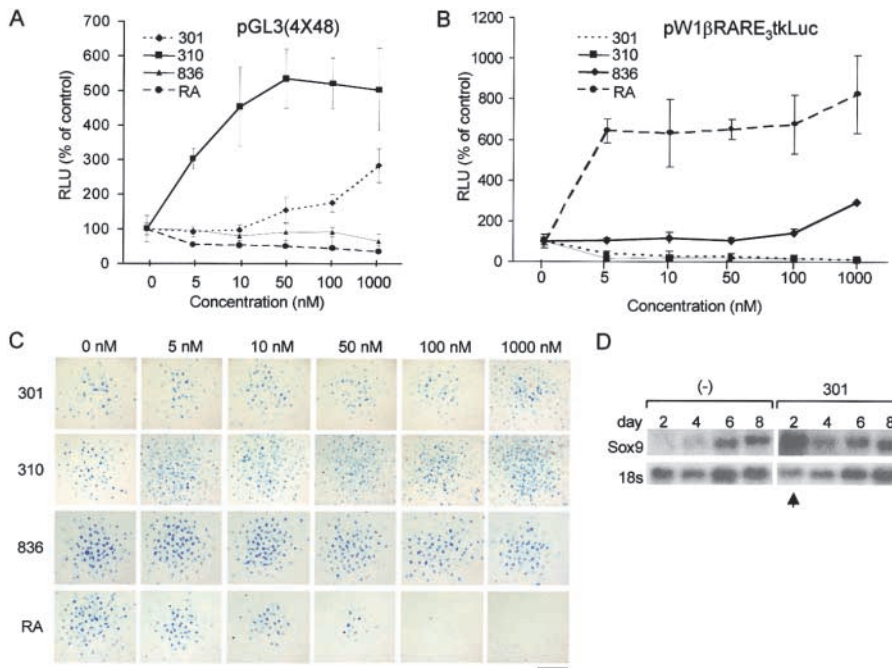 A
pGL3(4X48)
301
310
836
RA
RLU (% of control)
700
600
500
400
300
200
100
0
0 5 10 50 100 1000
Concentration (nM)
B
pW1βRARE₃tkLuc
301
310
836
RA
RLU (% of control)
1200
1000
800
600
400
200
0
0 5 10 50 100 1000
Concentration (nM)
C
0 nM 5 nM 10 nM 50 nM 100 nM 1000 nM
301
310
836
RA
D
(-) 301
day 2 4 6 8 2 4 6 8
Sox9
18s